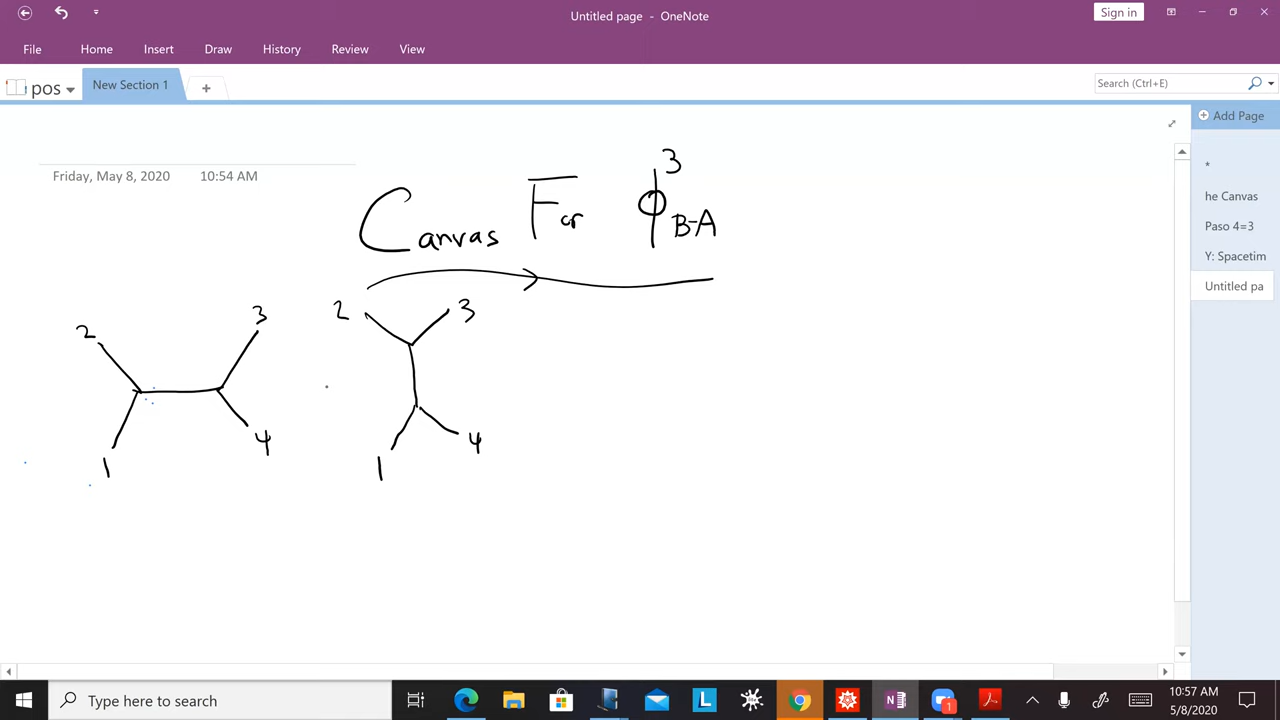 Untitled page - OneNote
Sign in
File Home Insert Draw History Review View
pos New Section 1 +
Search (Ctrl+E)
Add Page
Friday, May 8, 2020 10:54 AM
*
he Canvas
Paso 4=3
Y: Spacetim
Untitled pa
Canvas For ϕ³ B-A
2 3
1 4
2 3
1 4
Type here to search
L
N
1
10:57 AM
5/8/2020